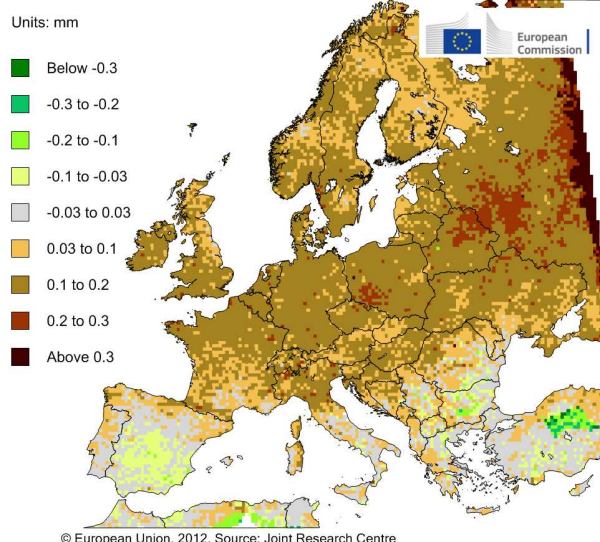 Units: mm
Below -0.3
-0.3 to -0.2
-0.2 to -0.1
-0.1 to -0.03
-0.03 to 0.03
0.03 to 0.1
0.1 to 0.2
0.2 to 0.3
Above 0.3
European
Commission
© European Union, 2012. Source: Joint Research Centre